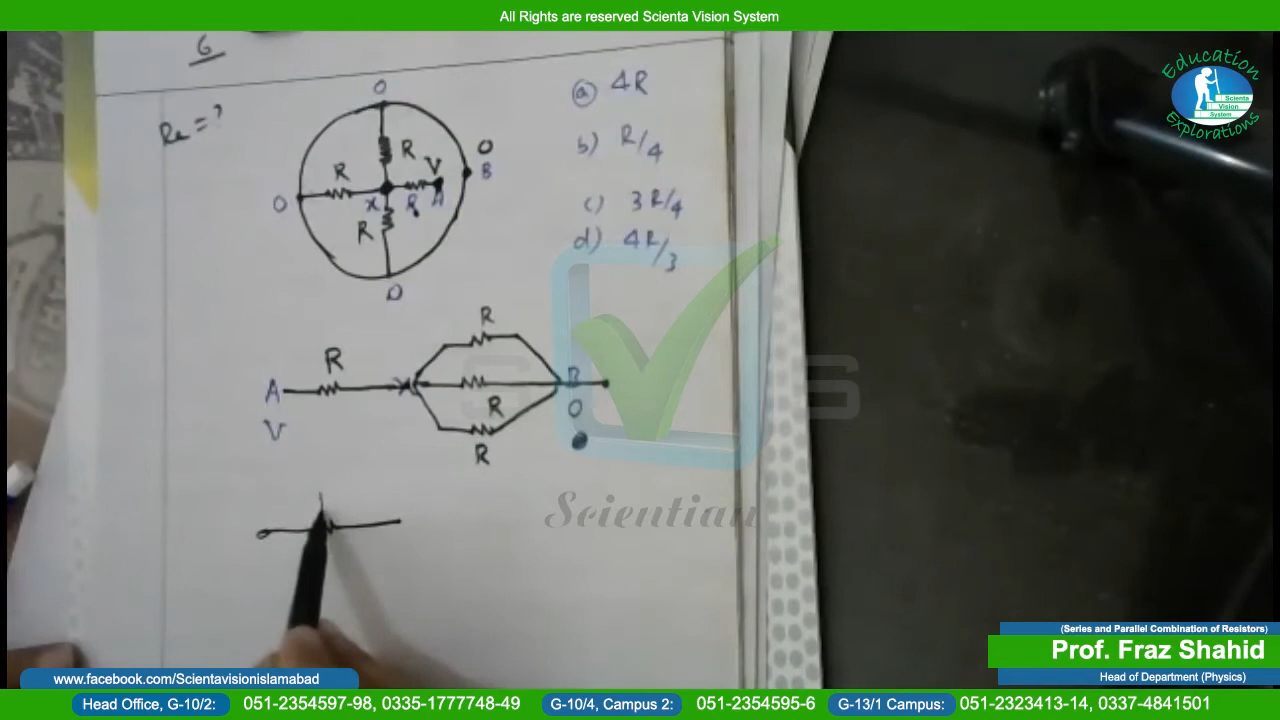 All Rights are reserved Scienta Vision System
Education
Scienta
Vision
System
Explorations
6
Re = ?
O
R
R
V
O
B
O
X
R
A
R
O
a) 4R
b) R/4
c) 3R/4
d) 4R/3
R
R
A
X
B
V
R
O
R
Scientian
(Series and Parallel Combination of Resistors)
Prof. Fraz Shahid
Head of Department (Physics)
www.facebook.com/Scientavisionislamabad
Head Office, G-10/2: 051-2354597-98, 0335-1777748-49 G-10/4, Campus 2: 051-2354595-6 G-13/1 Campus: 051-2323413-14, 0337-4841501